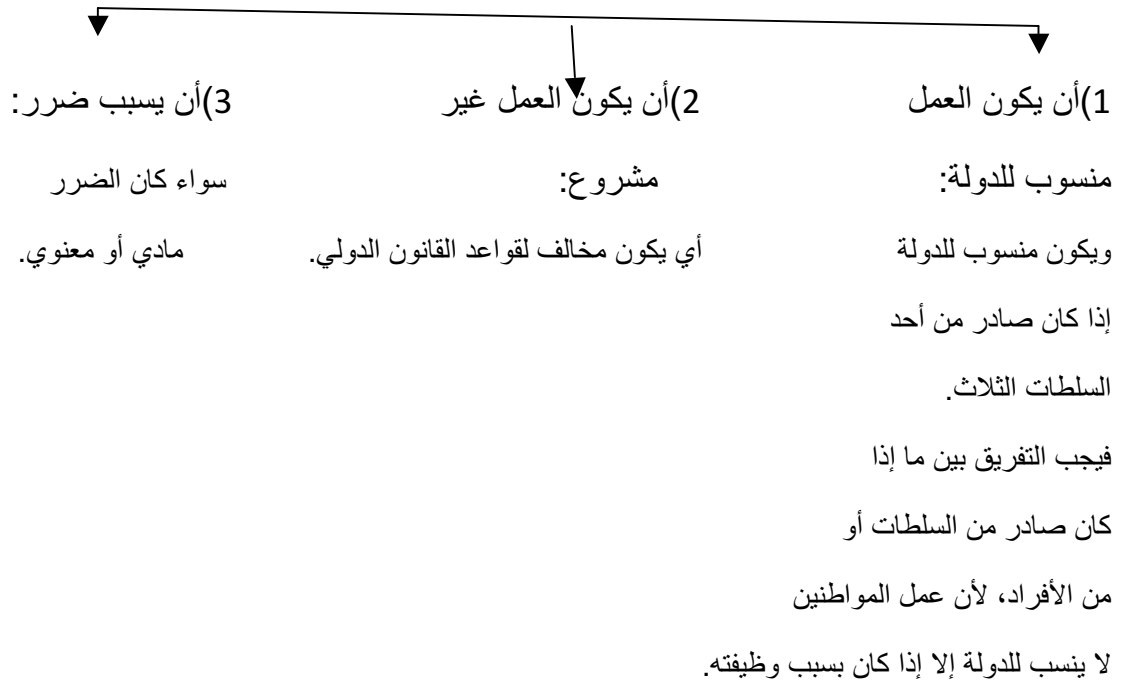 1)أن يكون العمل
منسوب للدولة:
ويكون منسوب للدولة
إذا كان صادر من أحد
السلطات الثلاث.
فيجب التفريق بين ما إذا
كان صادر من السلطات أو
من الأفراد، لأن عمل المواطنين
لا ينسب للدولة إلا إذا كان بسبب وظيفته.
2)أن يكون العمل غير
مشروع:
أي يكون مخالف لقواعد القانون الدولي.
3)أن يسبب ضرر:
سواء كان الضرر
مادي أو معنوي.